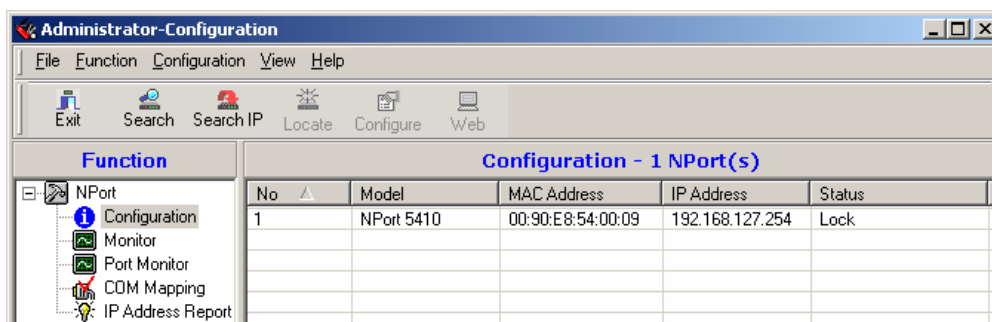 Administrator-Configuration
File Function Configuration View Help
Exit Search Search IP Locate Configure Web
Function
Configuration - 1 NPort(s)
NPort
Configuration
Monitor
Port Monitor
COM Mapping
IP Address Report
No Model MAC Address IP Address Status
1 NPort 5410 00:90:E8:54:00:09 192.168.127.254 Lock